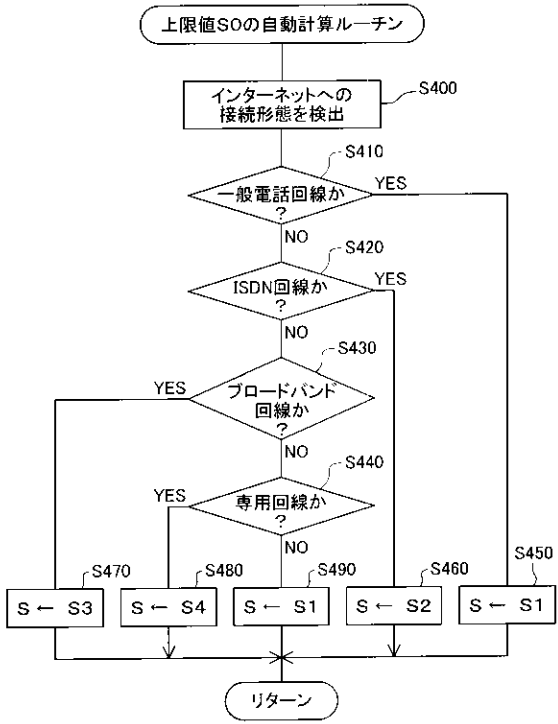 上限値SOの自動計算ルーチン
インターネットへの
接続形態を検出
S400
S410
一般電話回線か
?
YES
NO
S420
ISDN回線か
?
YES
NO
S430
YES
ブロードバンド
回線か
?
NO
S440
YES
専用回線か
?
NO
S470
S480
S490
S460
S450
S ← S3
S ← S4
S ← S1
S ← S2
S ← S1
リターン